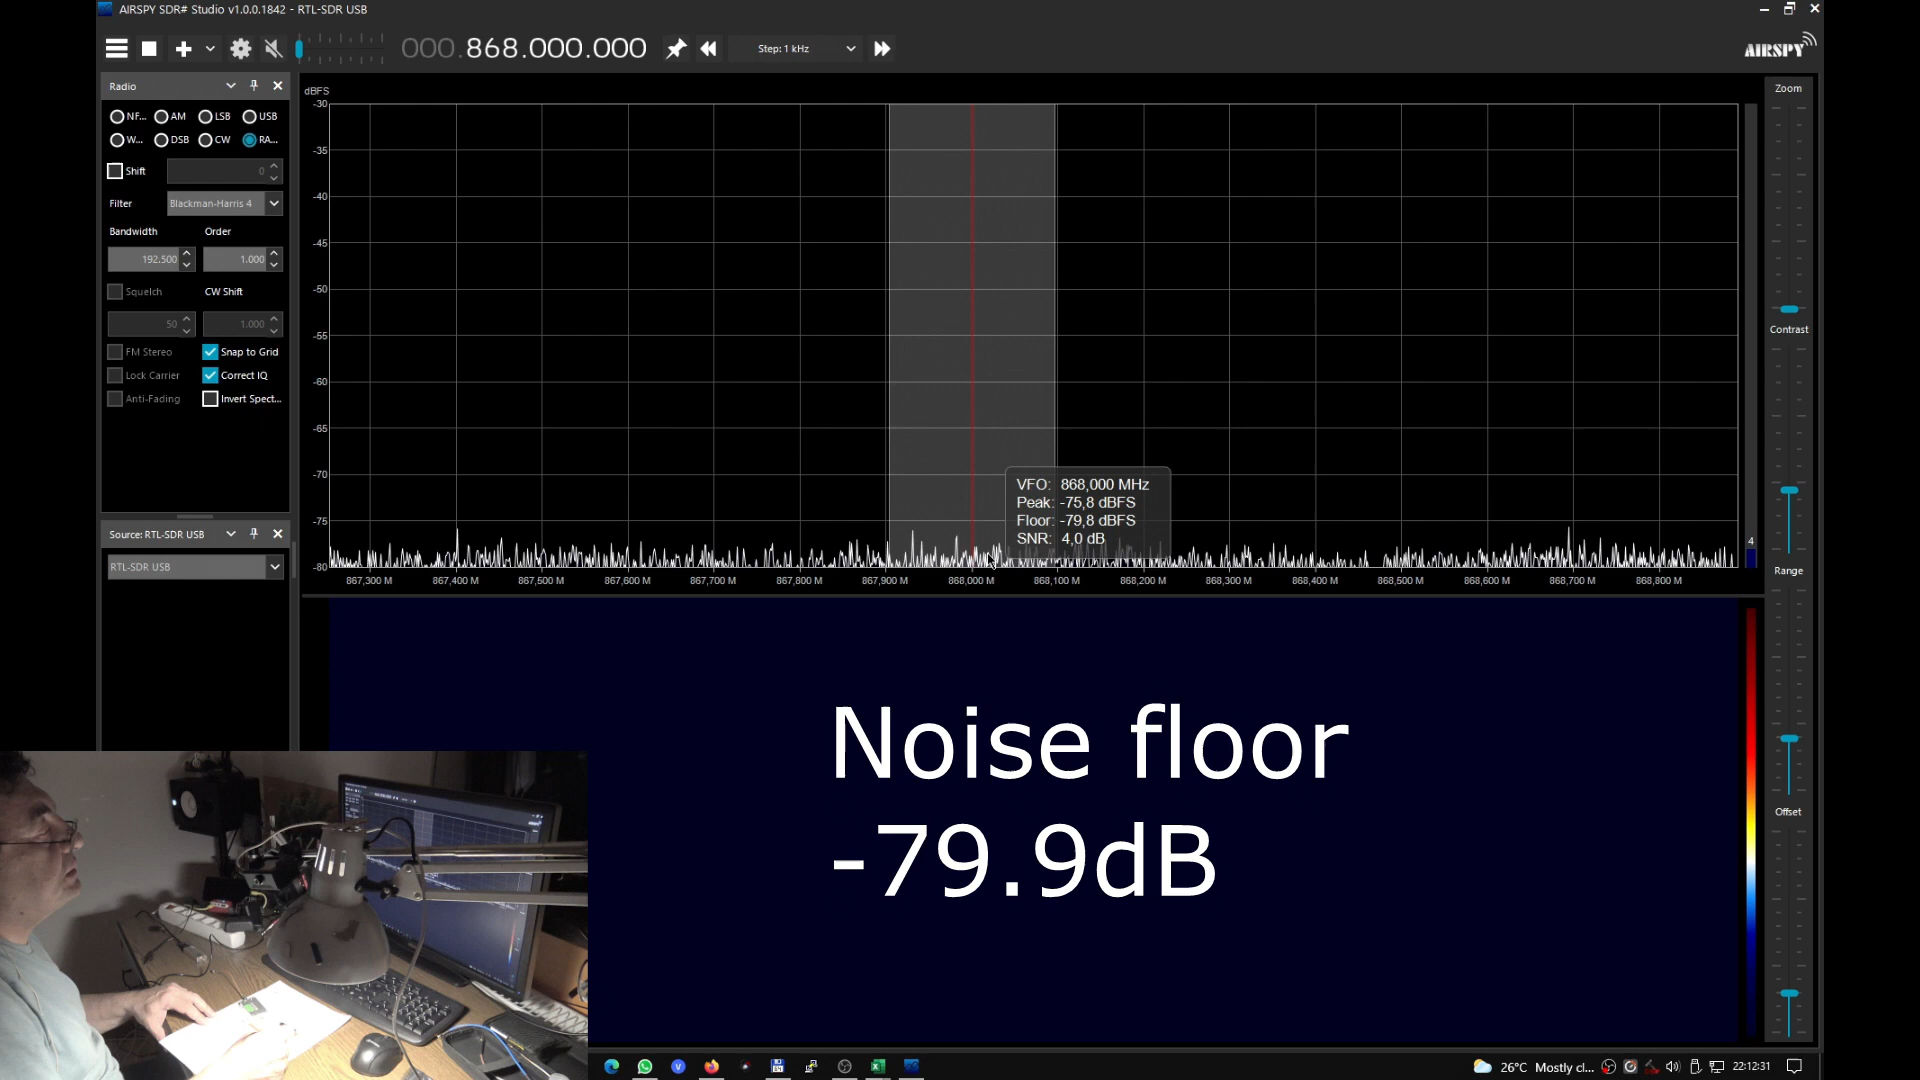 AIRSPY SDR# Studio v1.0.0.1842 - RTL-SDR USB
000.868.000.000
Step: 1 kHz
AIRSPY
Radio
NF... AM LSB USB
W... DSB CW RA...
Shift 0
Filter Blackman-Harris 4
Bandwidth Order
192.500 1.000
Squelch CW Shift
50 1.000
FM Stereo Snap to Grid
Lock Carrier Correct IQ
Anti-Fading Invert Spect...
Source: RTL-SDR USB
RTL-SDR USB
dBFS
-30
-35
-40
-45
-50
-55
-60
-65
-70
-75
-80
VFO: 868,000 MHz
Peak: -75,8 dBFS
Floor: -79,8 dBFS
SNR: 4,0 dB
867,300 M 867,400 M 867,500 M 867,600 M 867,700 M 867,800 M 867,900 M 868,000 M 868,100 M 868,200 M 868,300 M 868,400 M 868,500 M 868,600 M 868,700 M 868,800 M
4
Zoom
Contrast
Range
Offset
Noise floor
-79.9dB
26°C Mostly cl...
22:12:31